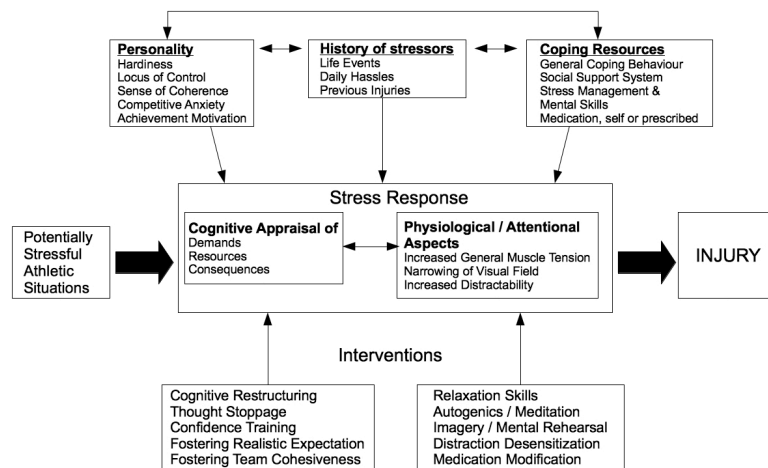 Personality
Hardiness
Locus of Control
Sense of Coherence
Competitive Anxiety
Achievement Motivation
History of stressors
Life Events
Daily Hassles
Previous Injuries
Coping Resources
General Coping Behaviour
Social Support System
Stress Management &
Mental Skills
Medication, self or prescribed
Potentially
Stressful
Athletic
Situations
Stress Response
Cognitive Appraisal of
Demands
Resources
Consequences
Physiological / Attentional
Aspects
Increased General Muscle Tension
Narrowing of Visual Field
Increased Distractability
INJURY
Interventions
Cognitive Restructuring
Thought Stoppage
Confidence Training
Fostering Realistic Expectation
Fostering Team Cohesiveness
Relaxation Skills
Autogenics / Meditation
Imagery / Mental Rehearsal
Distraction Desensitization
Medication Modification